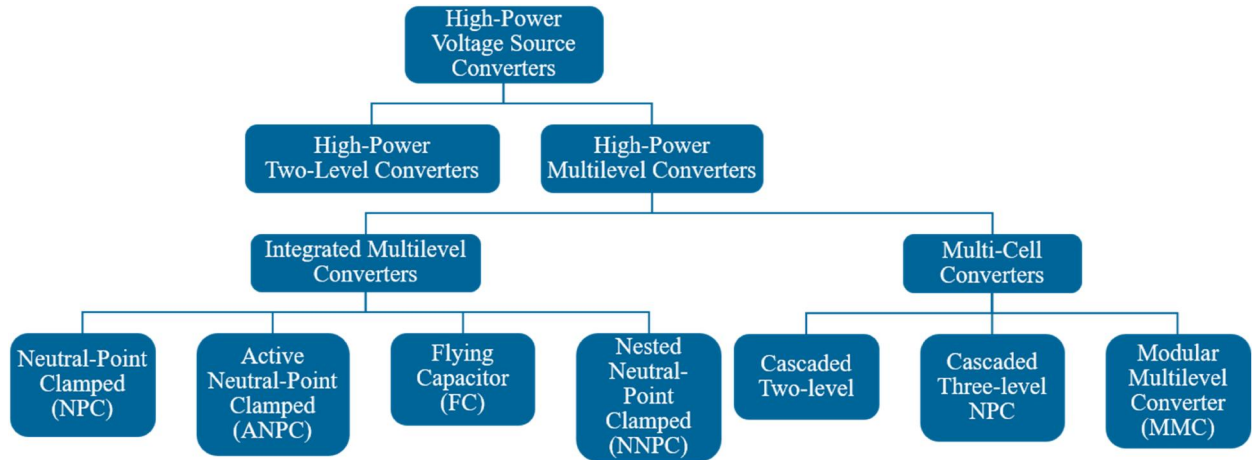 High-Power
Voltage Source
Converters
High-Power
Two-Level Converters
High-Power
Multilevel Converters
Integrated Multilevel
Converters
Multi-Cell
Converters
Neutral-Point
Clamped
(NPC)
Active
Neutral-Point
Clamped
(ANPC)
Flying
Capacitor
(FC)
Nested
Neutral-
Point
Clamped
(NNPC)
Cascaded
Two-level
Cascaded
Three-level
NPC
Modular
Multilevel
Converter
(MMC)